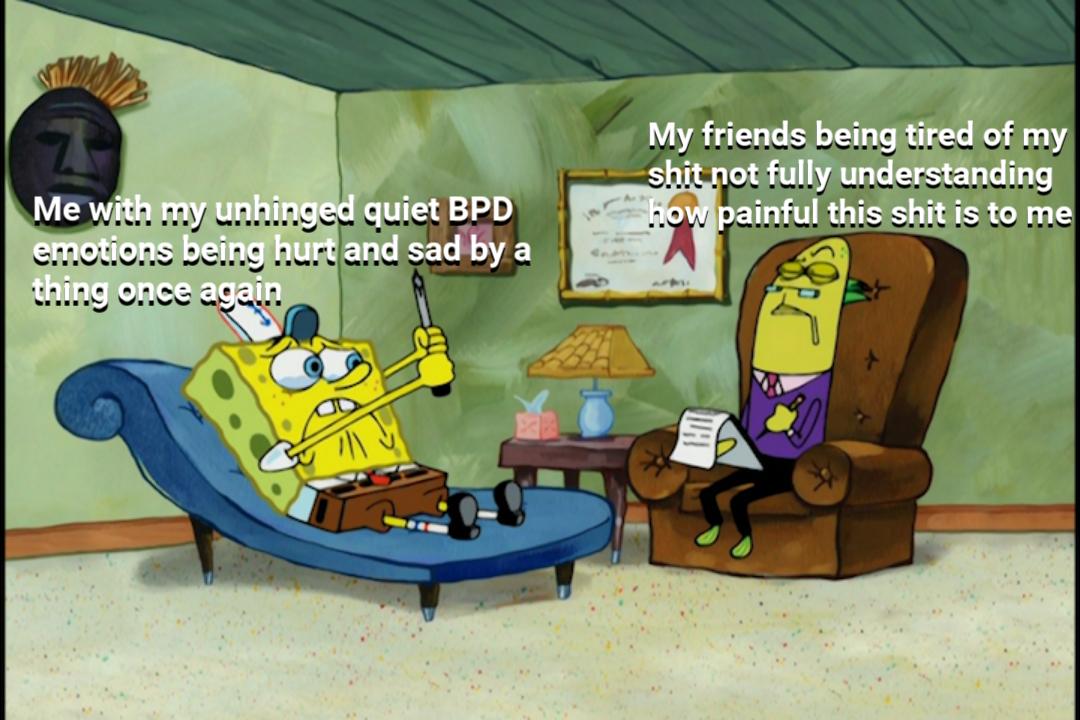 My friends being tired of my
shit not fully understanding
how painful this shit is to me
Me with my unhinged quiet BPD
emotions being hurt and sad by a
thing once again